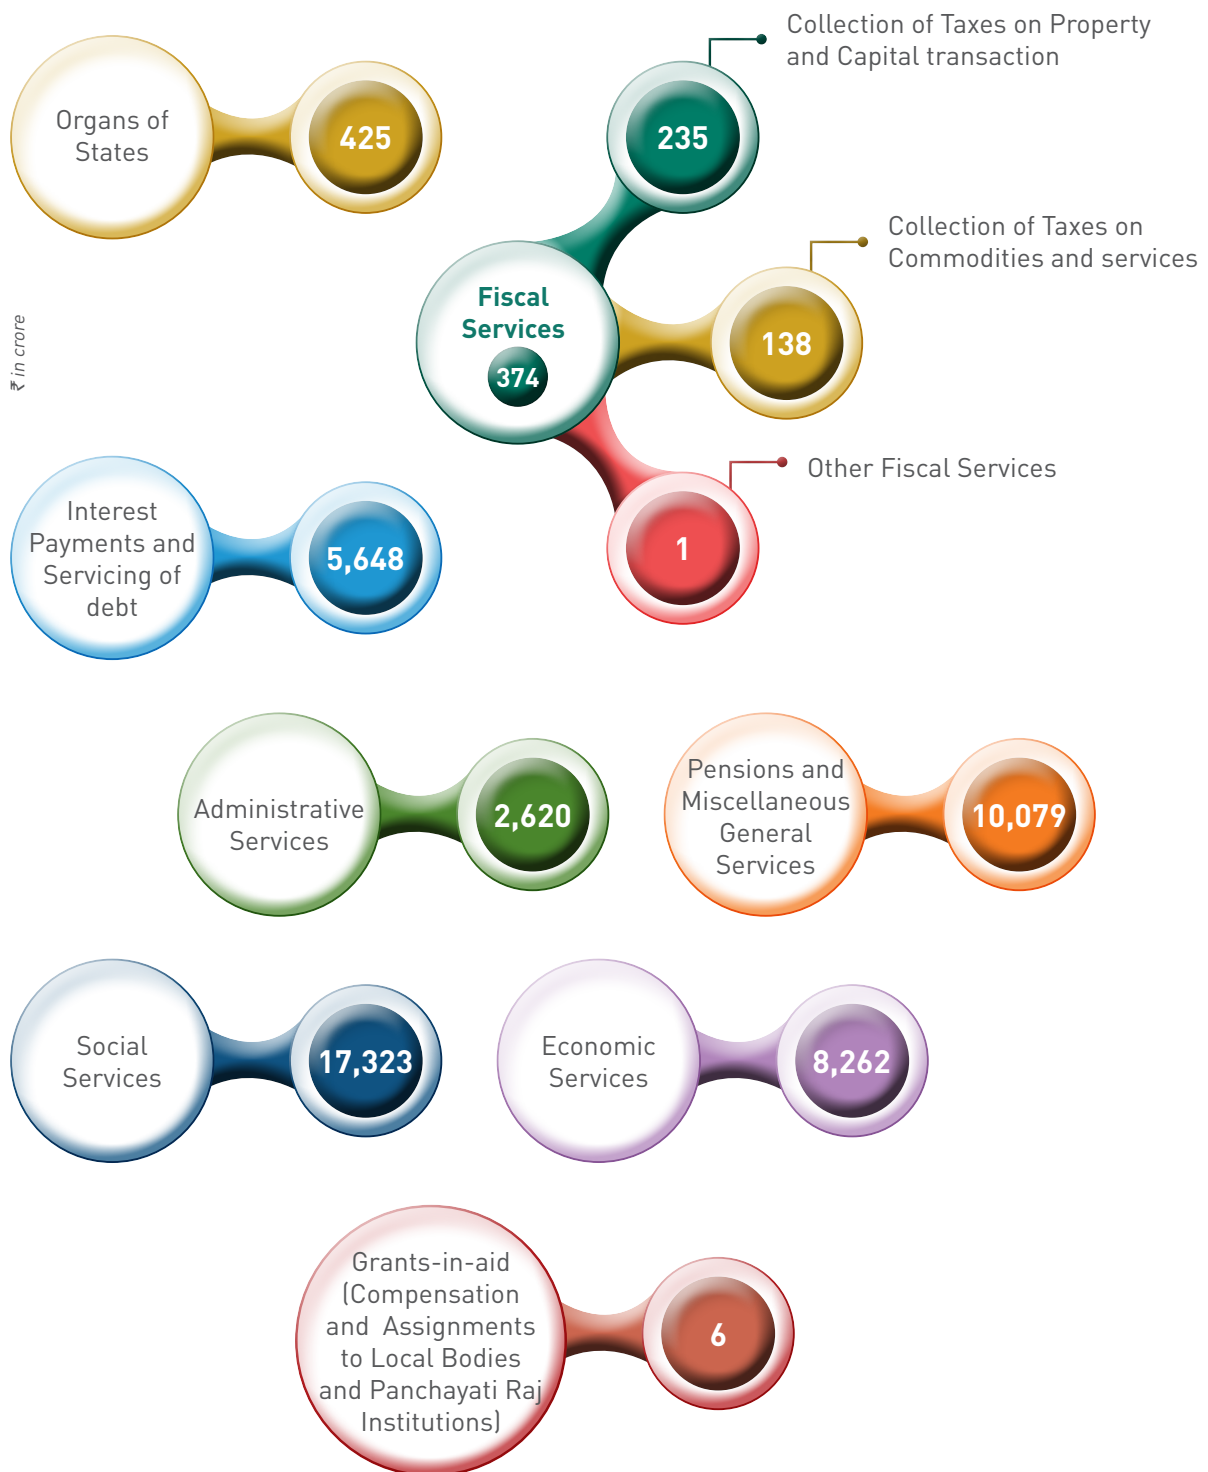 Collection of Taxes on Property
and Capital transaction
Organs of
States
425
235
Collection of Taxes on
Commodities and services
Fiscal
Services
374
138
₹ in crore
Other Fiscal Services
Interest
Payments and
Servicing of
debt
5,648
1
Administrative
Services
2,620
Pensions and
Miscellaneous
General
Services
10,079
Social
Services
17,323
Economic
Services
8,262
Grants-in-aid
(Compensation
and Assignments
to Local Bodies
and Panchayati Raj
Institutions)
6